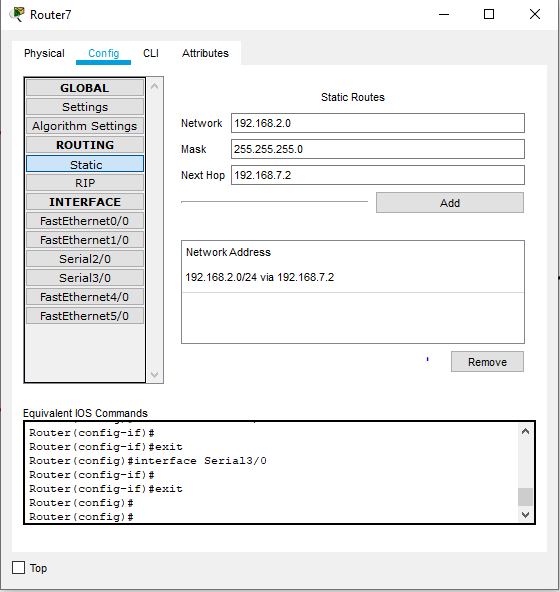 Router7
Physical Config CLI Attributes
GLOBAL
Settings
Algorithm Settings
ROUTING
Static
RIP
INTERFACE
FastEthernet0/0
FastEthernet1/0
Serial2/0
Serial3/0
FastEthernet4/0
FastEthernet5/0
Static Routes
Network 192.168.2.0
Mask 255.255.255.0
Next Hop 192.168.7.2
Add
Network Address
192.168.2.0/24 via 192.168.7.2
Remove
Equivalent IOS Commands
Router(config-if)#
Router(config-if)#exit
Router(config)#interface Serial3/0
Router(config-if)#
Router(config-if)#exit
Router(config)#
Router(config)#
Top